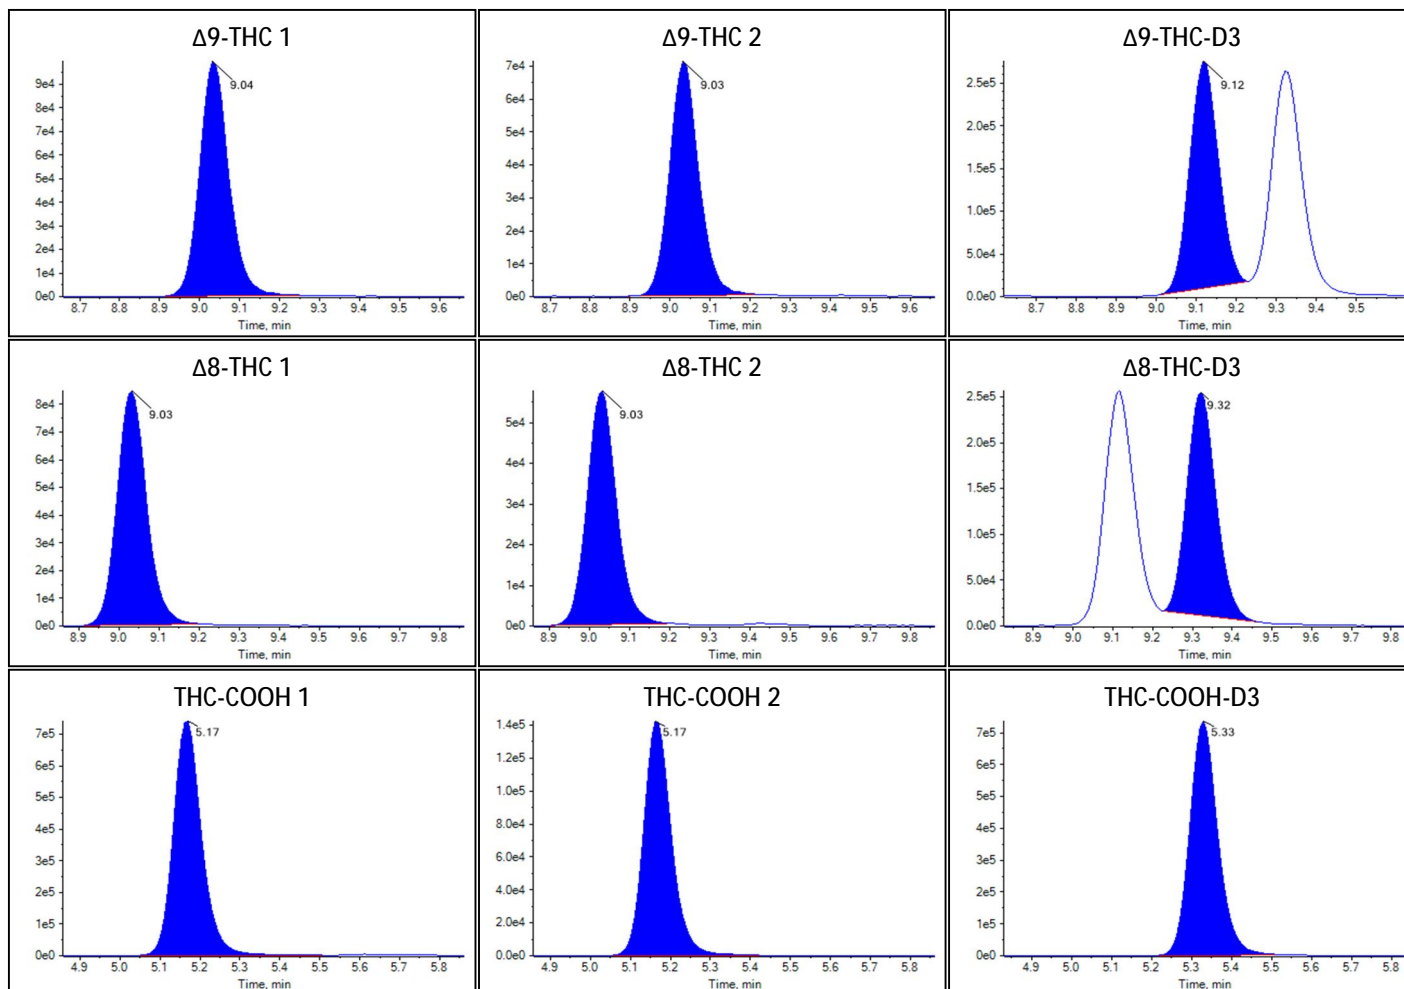 Δ9-THC 1
9e4
8e4
7e4
6e4
5e4
4e4
3e4
2e4
1e4
0e0
9.04
8.7 8.8 8.9 9.0 9.1 9.2 9.3 9.4 9.5 9.6
Time, min
Δ9-THC 2
7e4
6e4
5e4
4e4
3e4
2e4
1e4
0e0
9.03
8.7 8.8 8.9 9.0 9.1 9.2 9.3 9.4 9.5 9.6
Time, min
Δ9-THC-D3
2.5e5
2.0e5
1.5e5
1.0e5
5.0e4
0.0e0
9.12
8.7 8.8 8.9 9.0 9.1 9.2 9.3 9.4 9.5
Time, min
Δ8-THC 1
8e4
7e4
6e4
5e4
4e4
3e4
2e4
1e4
0e0
9.03
8.9 9.0 9.1 9.2 9.3 9.4 9.5 9.6 9.7 9.8
Time, min
Δ8-THC 2
5e4
4e4
3e4
2e4
1e4
0e0
9.03
8.9 9.0 9.1 9.2 9.3 9.4 9.5 9.6 9.7 9.8
Time, min
Δ8-THC-D3
2.5e5
2.0e5
1.5e5
1.0e5
5.0e4
0.0e0
9.32
8.9 9.0 9.1 9.2 9.3 9.4 9.5 9.6 9.7 9.8
Time, min
THC-COOH 1
7e5
6e5
5e5
4e5
3e5
2e5
1e5
0e0
5.17
4.9 5.0 5.1 5.2 5.3 5.4 5.5 5.6 5.7 5.8
Time, min
THC-COOH 2
1.4e5
1.2e5
1.0e5
8.0e4
6.0e4
4.0e4
2.0e4
0.0e0
5.17
4.9 5.0 5.1 5.2 5.3 5.4 5.5 5.6 5.7 5.8
Time, min
THC-COOH-D3
7e5
6e5
5e5
4e5
3e5
2e5
1e5
0e0
5.33
4.9 5.0 5.1 5.2 5.3 5.4 5.5 5.6 5.7 5.8
Time, min